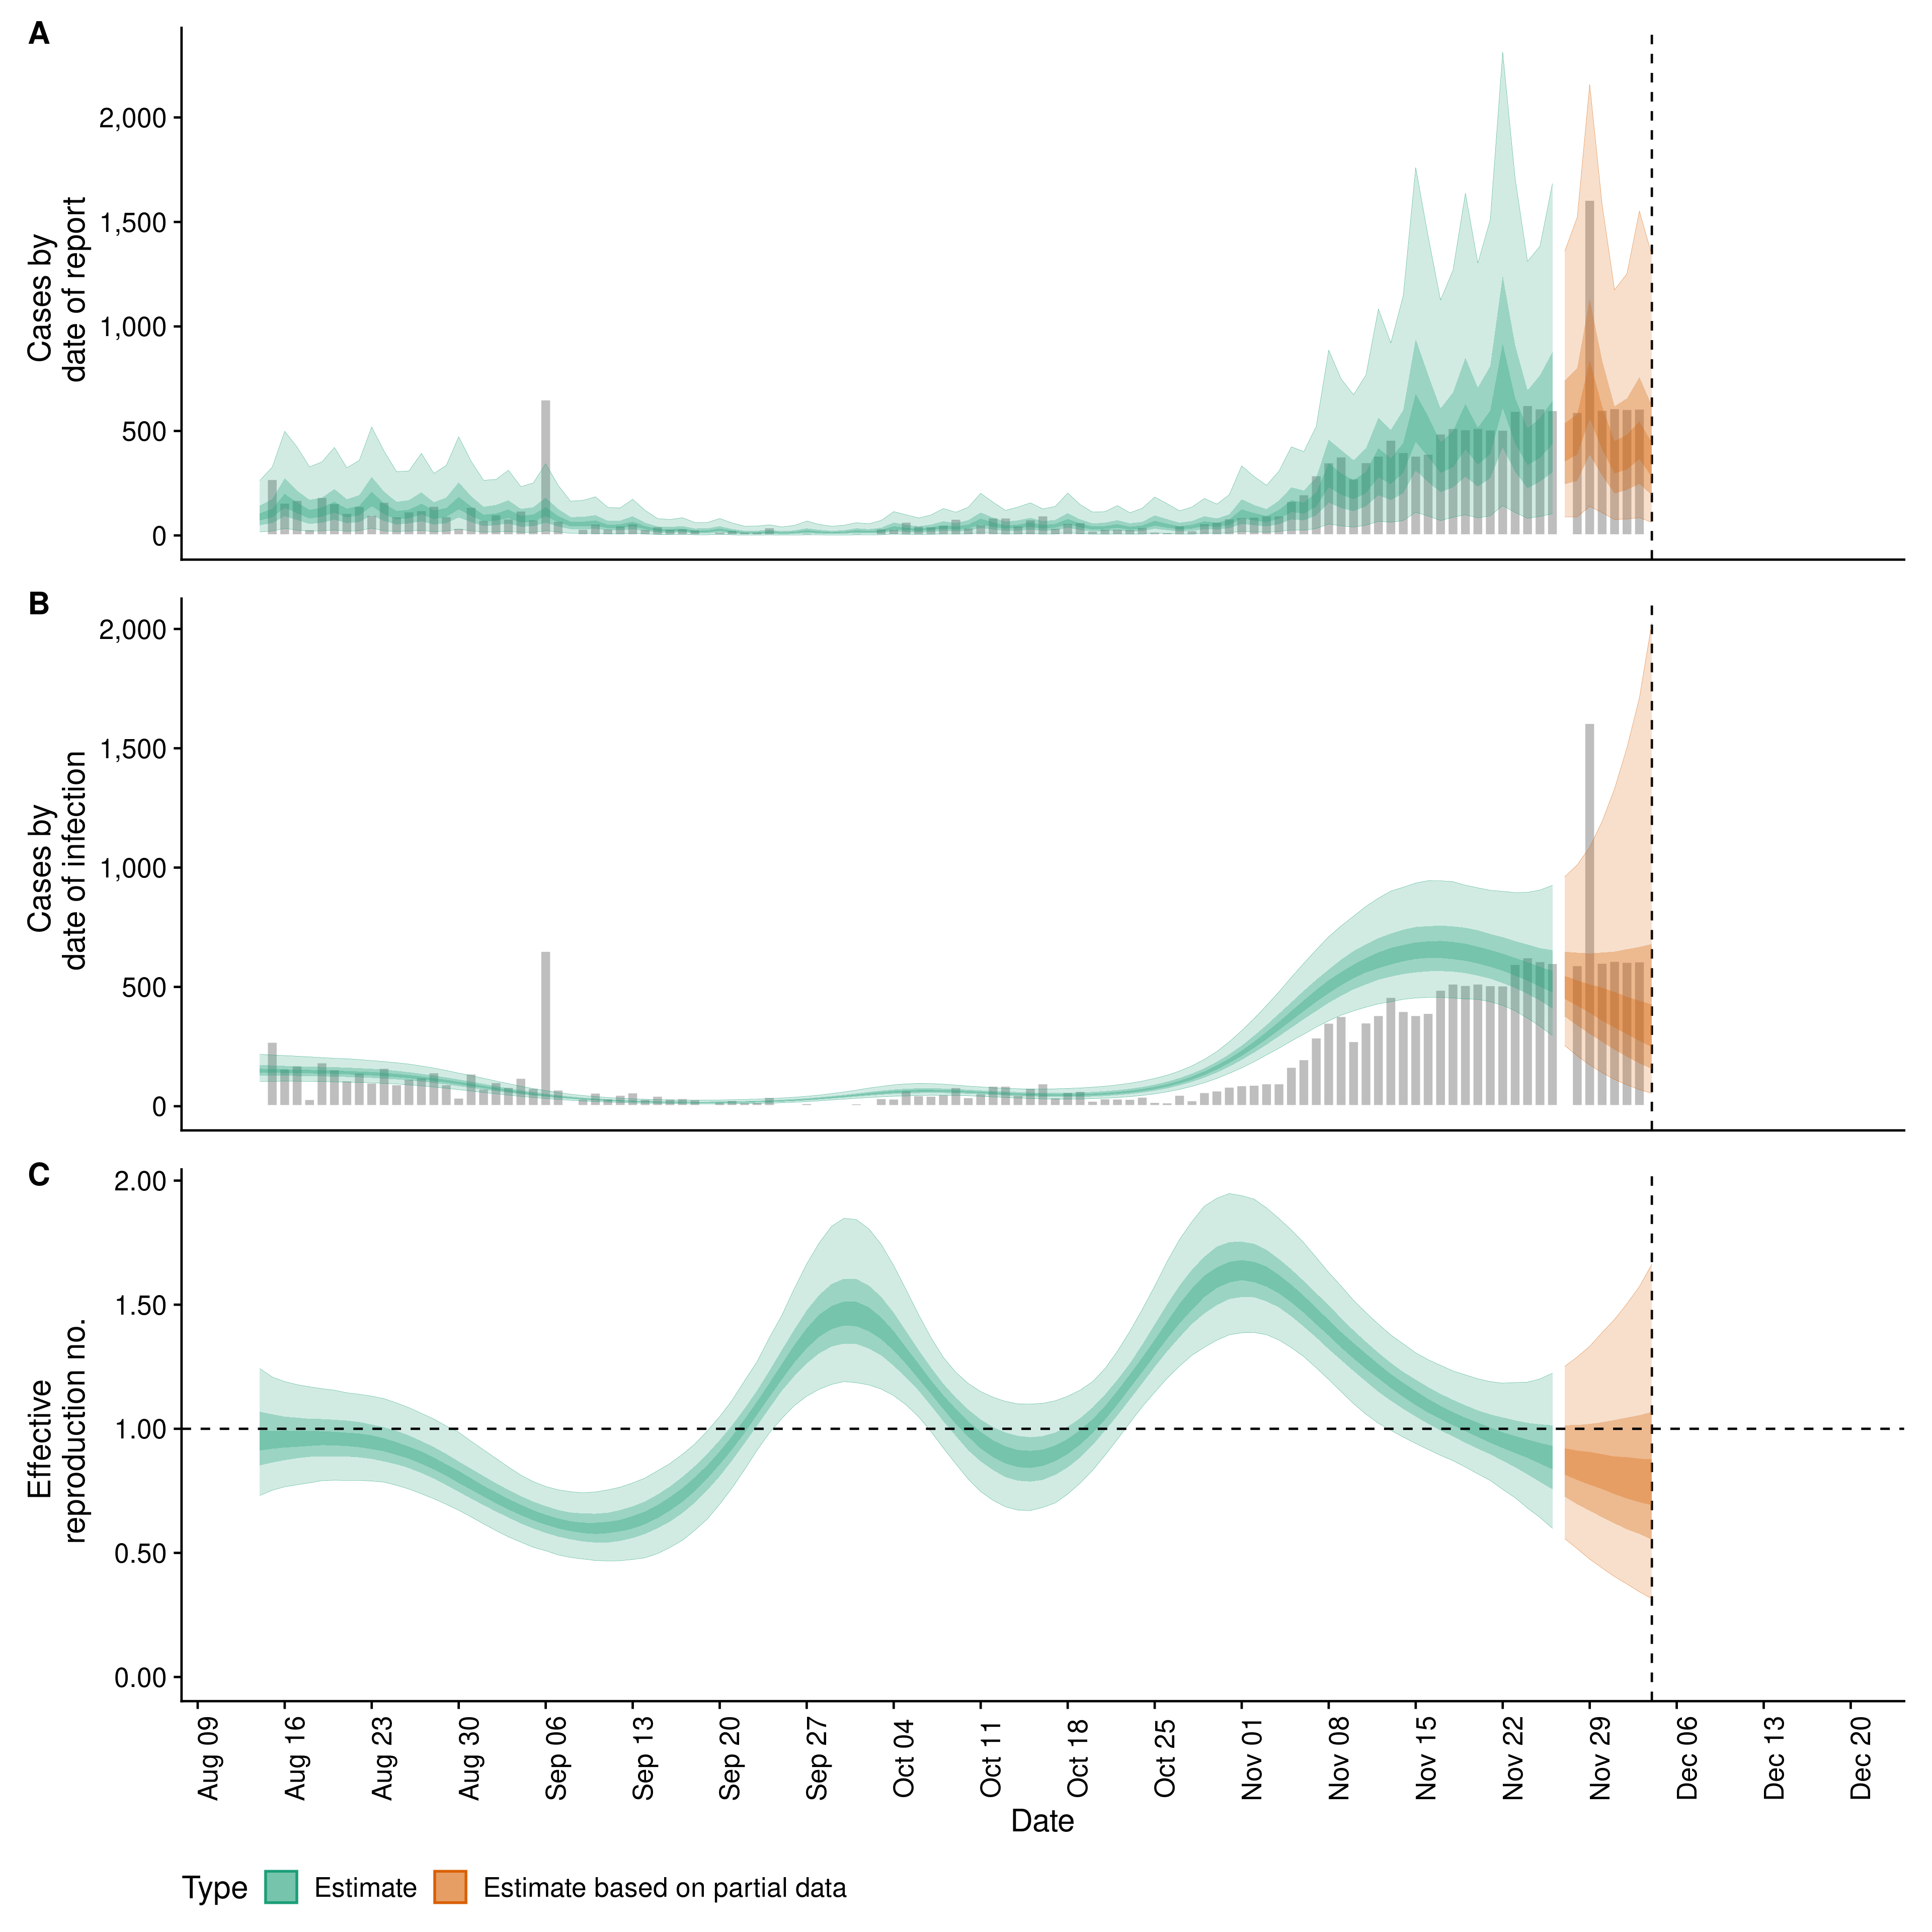 A
Cases by
date of report
2,000
1,500
1,000
500
0
B
Cases by
date of infection
2,000
1,500
1,000
500
0
C
Effective
reproduction no.
2.00
1.50
1.00
0.50
0.00
Aug 09
Aug 16
Aug 23
Aug 30
Sep 06
Sep 13
Sep 20
Sep 27
Oct 04
Oct 11
Oct 18
Oct 25
Nov 01
Nov 08
Nov 15
Nov 22
Nov 29
Dec 06
Dec 13
Dec 20
Date
Type Estimate Estimate based on partial data